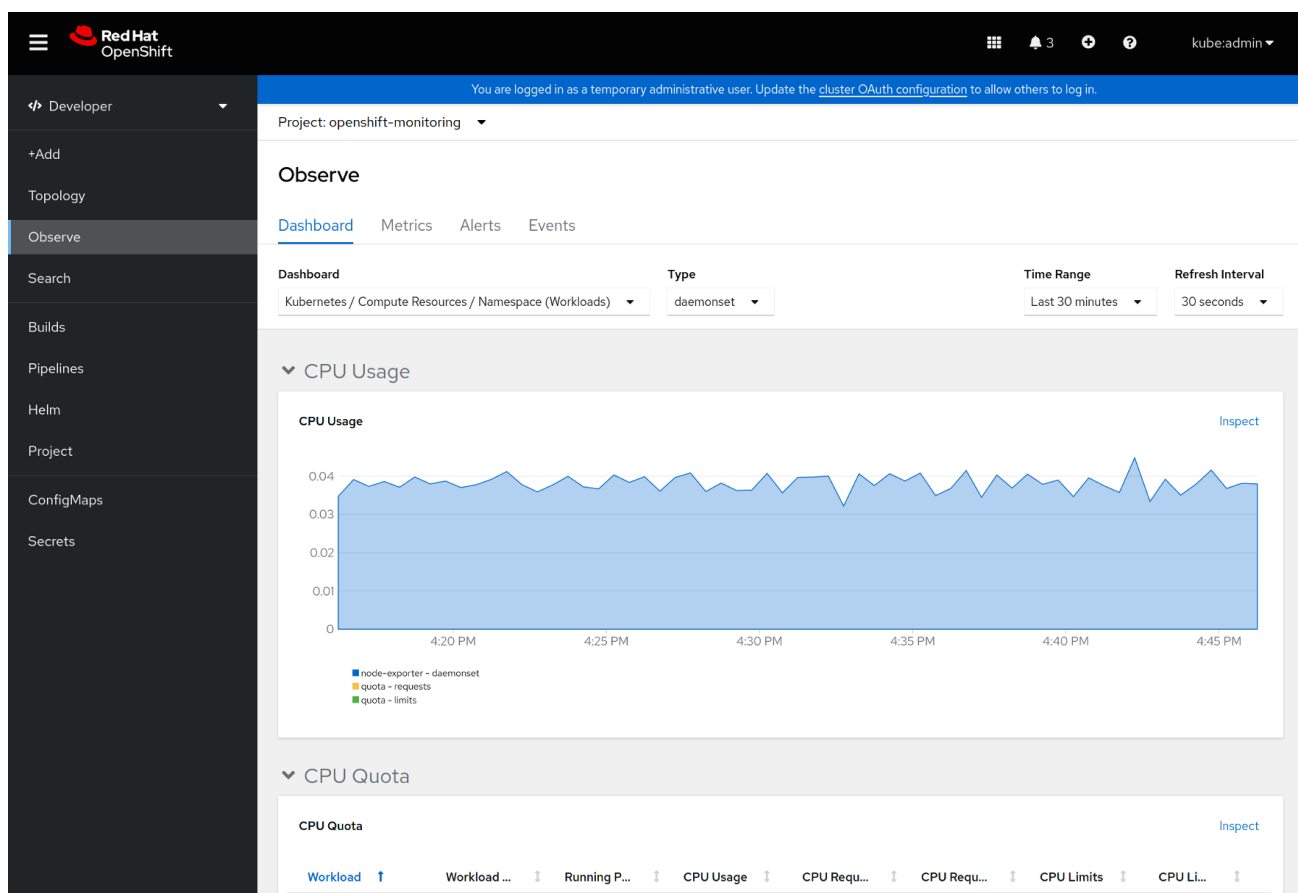 Red Hat
OpenShift
3
kube:admin
Developer
+Add
Topology
Observe
Search
Builds
Pipelines
Helm
Project
ConfigMaps
Secrets
You are logged in as a temporary administrative user. Update the cluster OAuth configuration to allow others to log in.
Project: openshift-monitoring
Observe
Dashboard Metrics Alerts Events
Dashboard Type Time Range Refresh Interval
Kubernetes / Compute Resources / Namespace (Workloads) daemonset Last 30 minutes 30 seconds
CPU Usage
CPU Usage Inspect
0.04
0.03
0.02
0.01
0
4:20 PM 4:25 PM 4:30 PM 4:35 PM 4:40 PM 4:45 PM
node-exporter - daemonset
quota - requests
quota - limits
CPU Quota
CPU Quota Inspect
Workload Workload ... Running P... CPU Usage CPU Requ... CPU Requ... CPU Limits CPU Li...